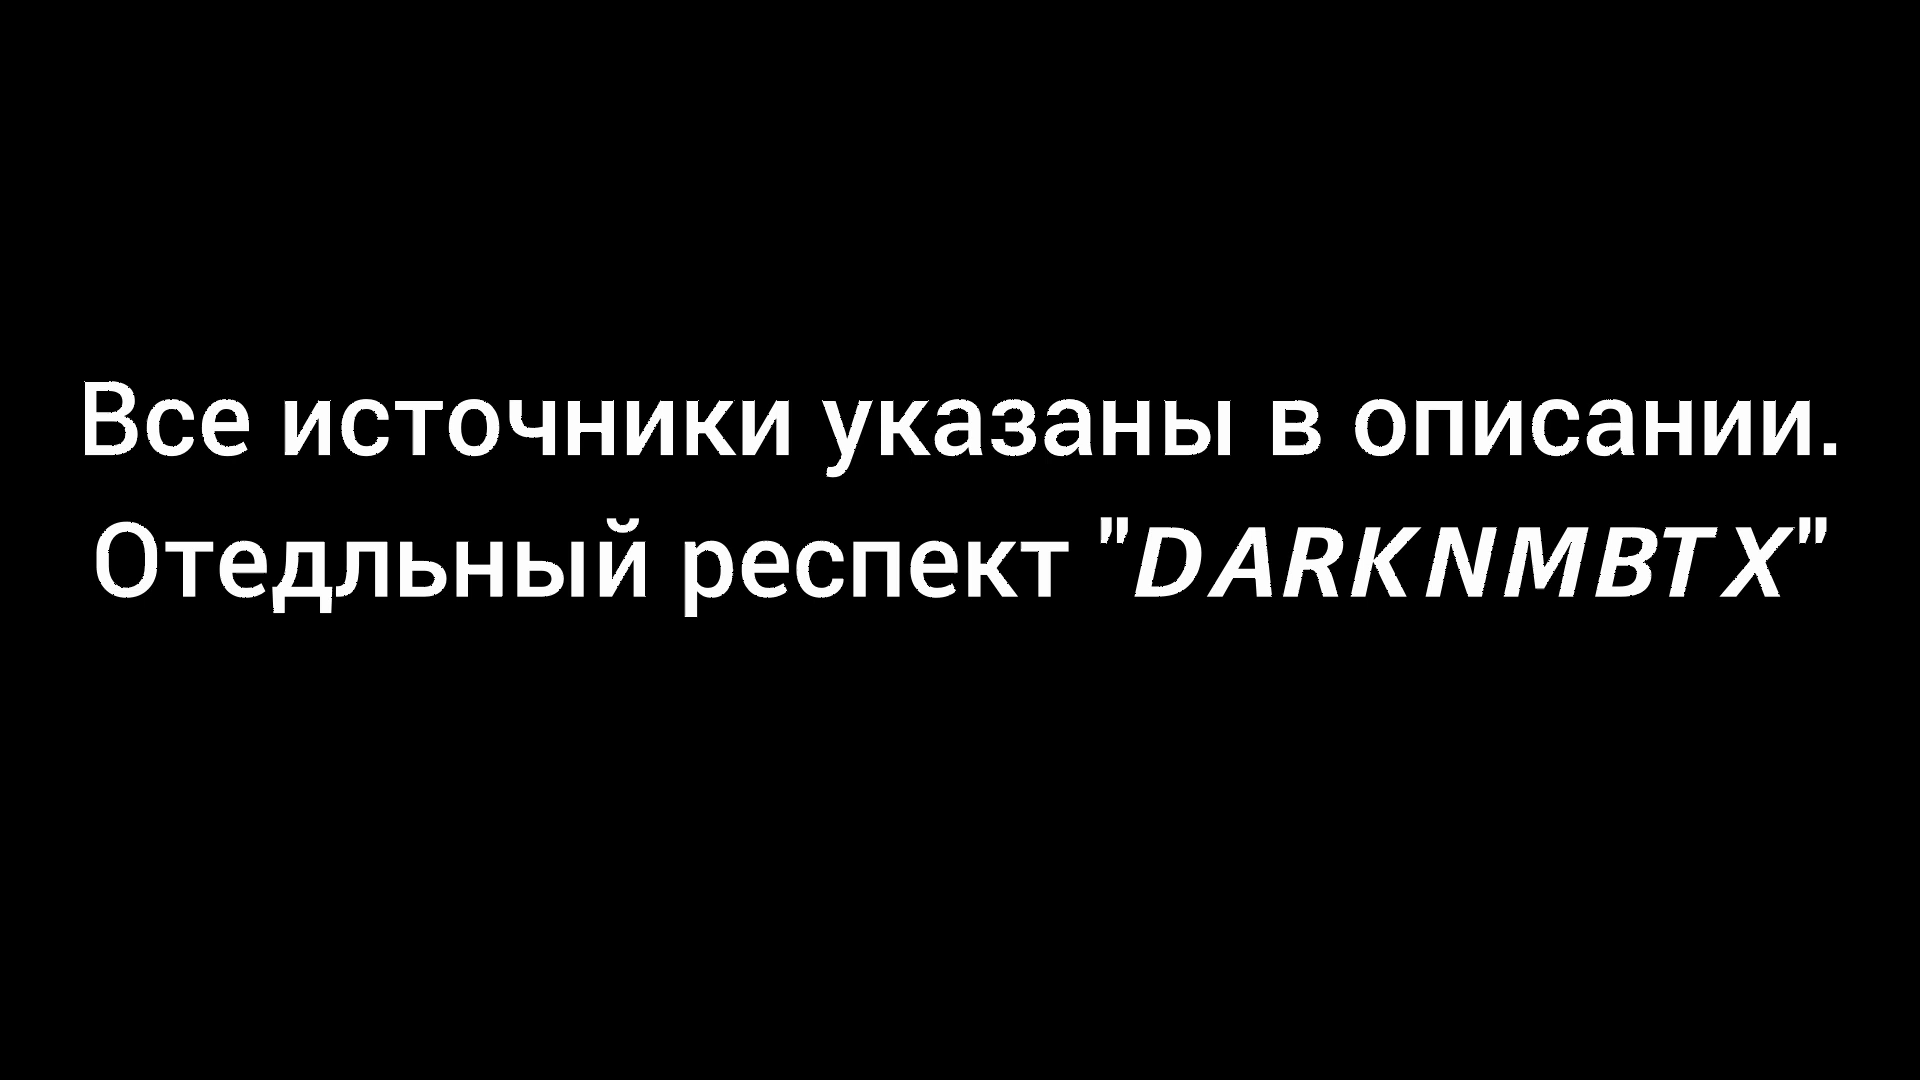 Все источники указаны в описании.
Отедльный респект "DARKNMBTX"